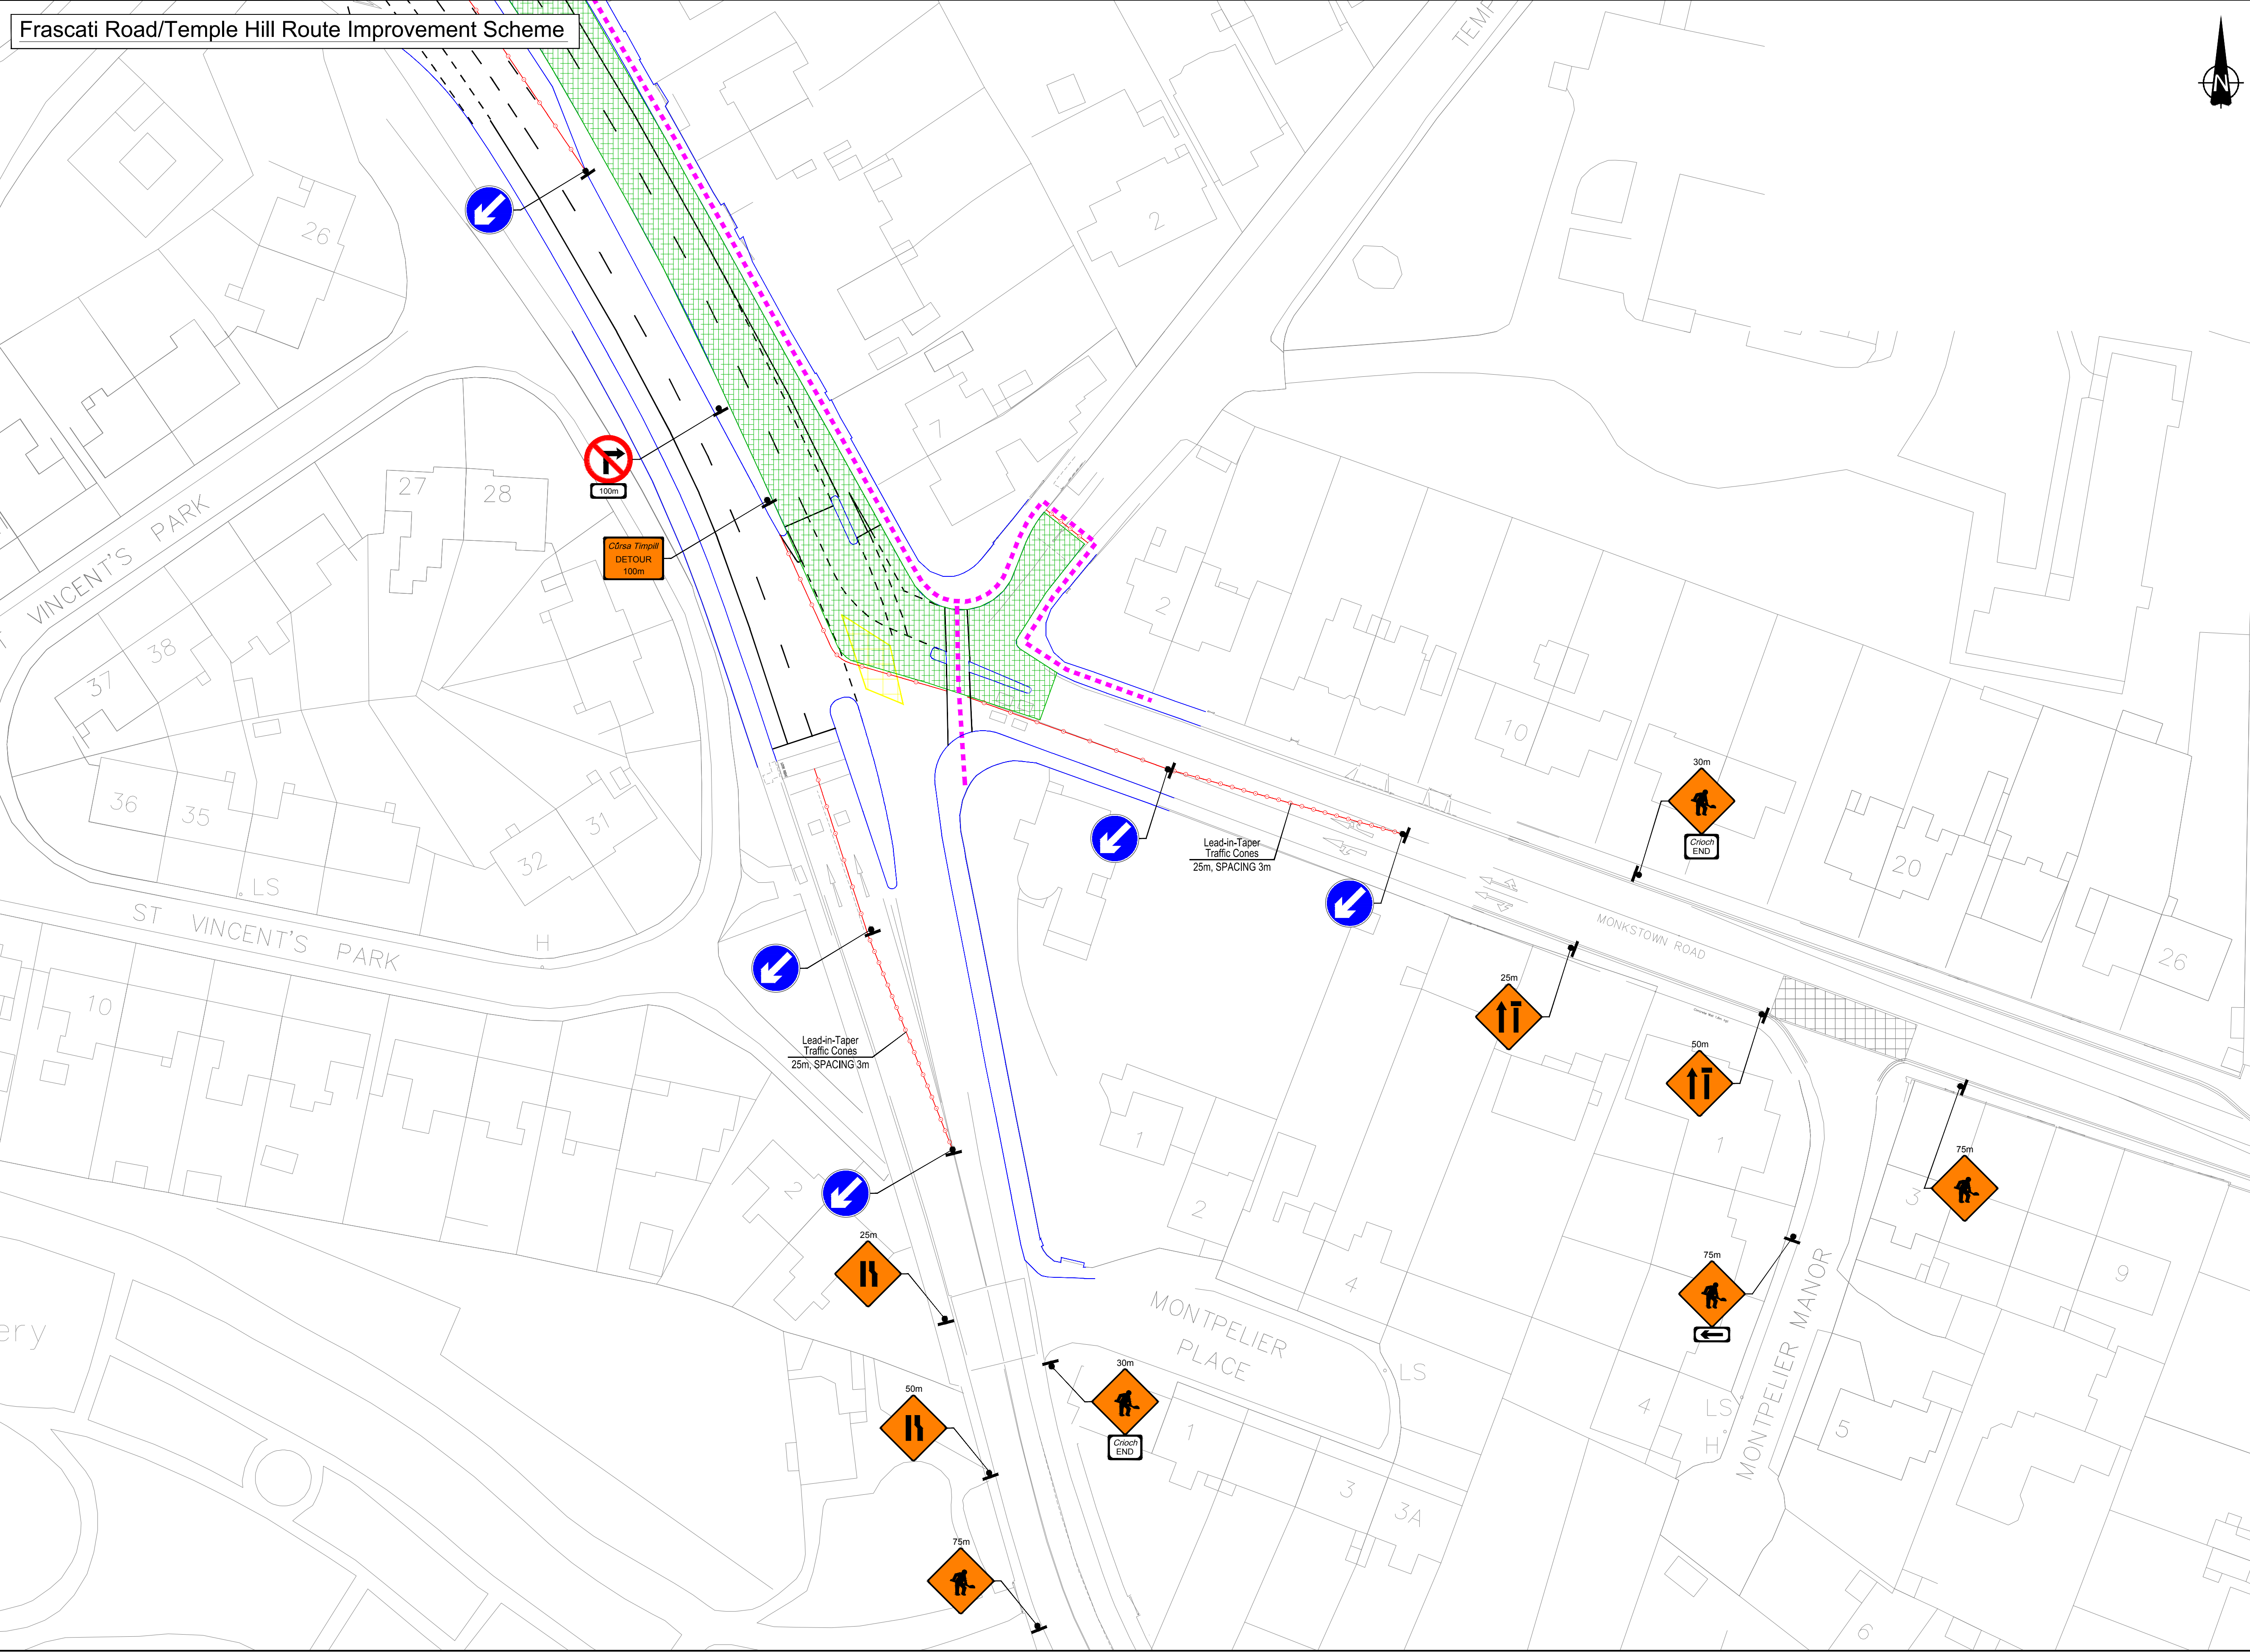 Frascati Road/Temple Hill Route Improvement Scheme
TEMP
N
26
2
7
100m
27
28
Cúrsa Timpill
DETOUR
100m
ST VINCENT'S PARK
38
37
2
10
30m
Crioch
END
36
35
31
32
LS
Lead-in-Taper
Traffic Cones
25m, SPACING 3m
20
MONKSTOWN ROAD
26
ST VINCENT'S PARK
H
25m
10
Lead-in-Taper
Traffic Cones
25m, SPACING 3m
50m
1
1
75m
2
2
3
25m
75m
4
9
ery
MONTPELIER
PLACE
MONTPELIER MANOR
30m
Crioch
END
LS
50m
1
4
LS
H
5
3
3A
75m
6